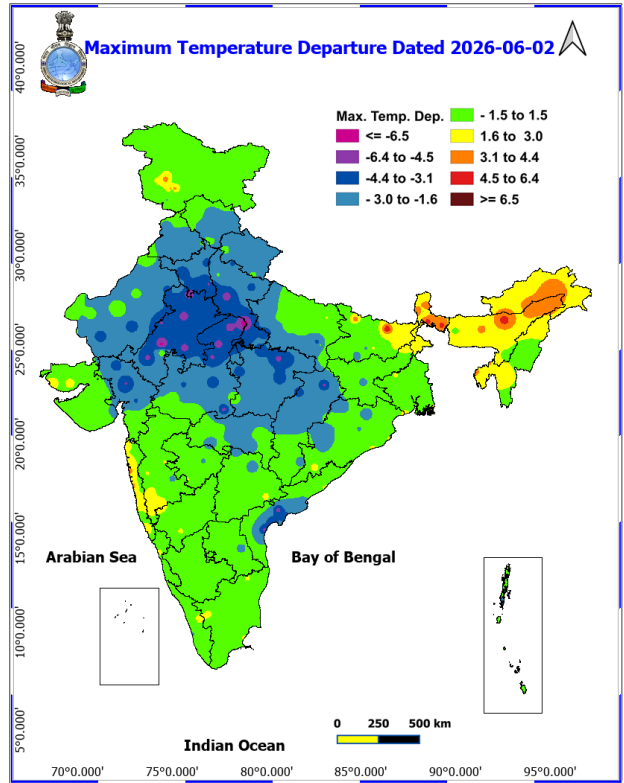 Maximum Temperature Departure Dated 2026-06-02
Max. Temp. Dep.
<= -6.5
-6.4 to -4.5
-4.4 to -3.1
- 3.0 to -1.6
- 1.5 to 1.5
1.6 to 3.0
3.1 to 4.4
4.5 to 6.4
>= 6.5
40°0.000'
35°0.000'
30°0.000'
25°0.000'
20°0.000'
15°0.000'
10°0.000'
5°0.000'
Arabian Sea
Bay of Bengal
Indian Ocean
0 250 500 km
70°0.000' 75°0.000' 80°0.000' 85°0.000' 90°0.000' 95°0.000'